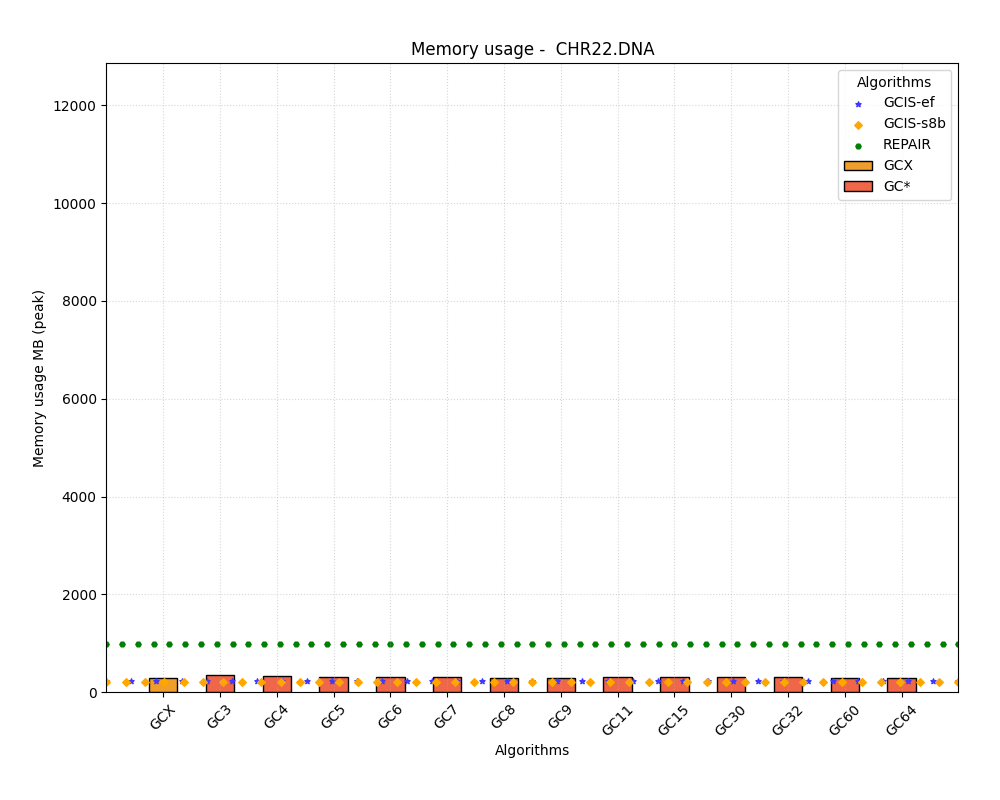 Memory usage -  CHR22.DNA
Algorithms
GCIS-ef
GCIS-s8b
REPAIR
GCX
GC*
12000
10000
8000
6000
4000
2000
0
Memory usage MB (peak)
GCX
GC3
GC4
GC5
GC6
GC7
GC8
GC9
GC11
GC15
GC30
GC32
GC60
GC64
Algorithms